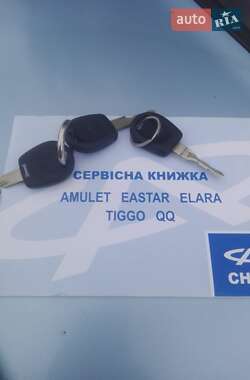 auto
RIA
СЕРВІСНА КНИЖКА
AMULET EASTAR ELARA
TIGGO QQ
CH